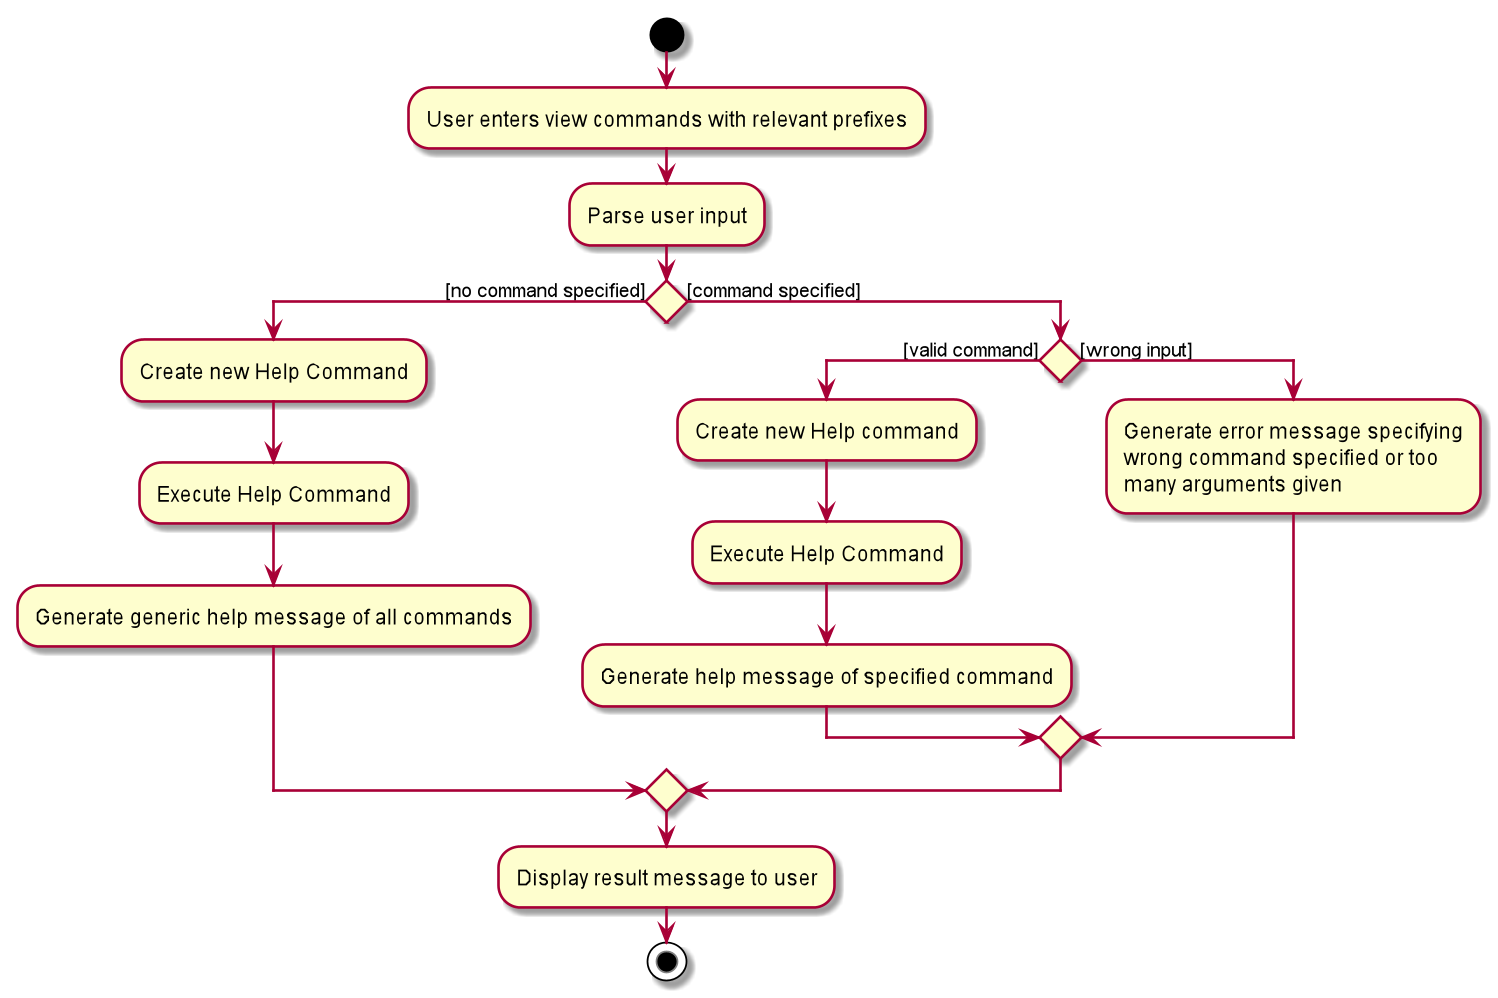 User enters view commands with relevant prefixes
Parse user input
[no command specified]
[command specified]
[valid command]
[wrong input]
Create new Help Command
Create new Help command
Generate error message specifying
wrong command specified or too
many arguments given
Execute Help Command
Execute Help Command
Generate generic help message of all commands
Generate help message of specified command
Display result message to user